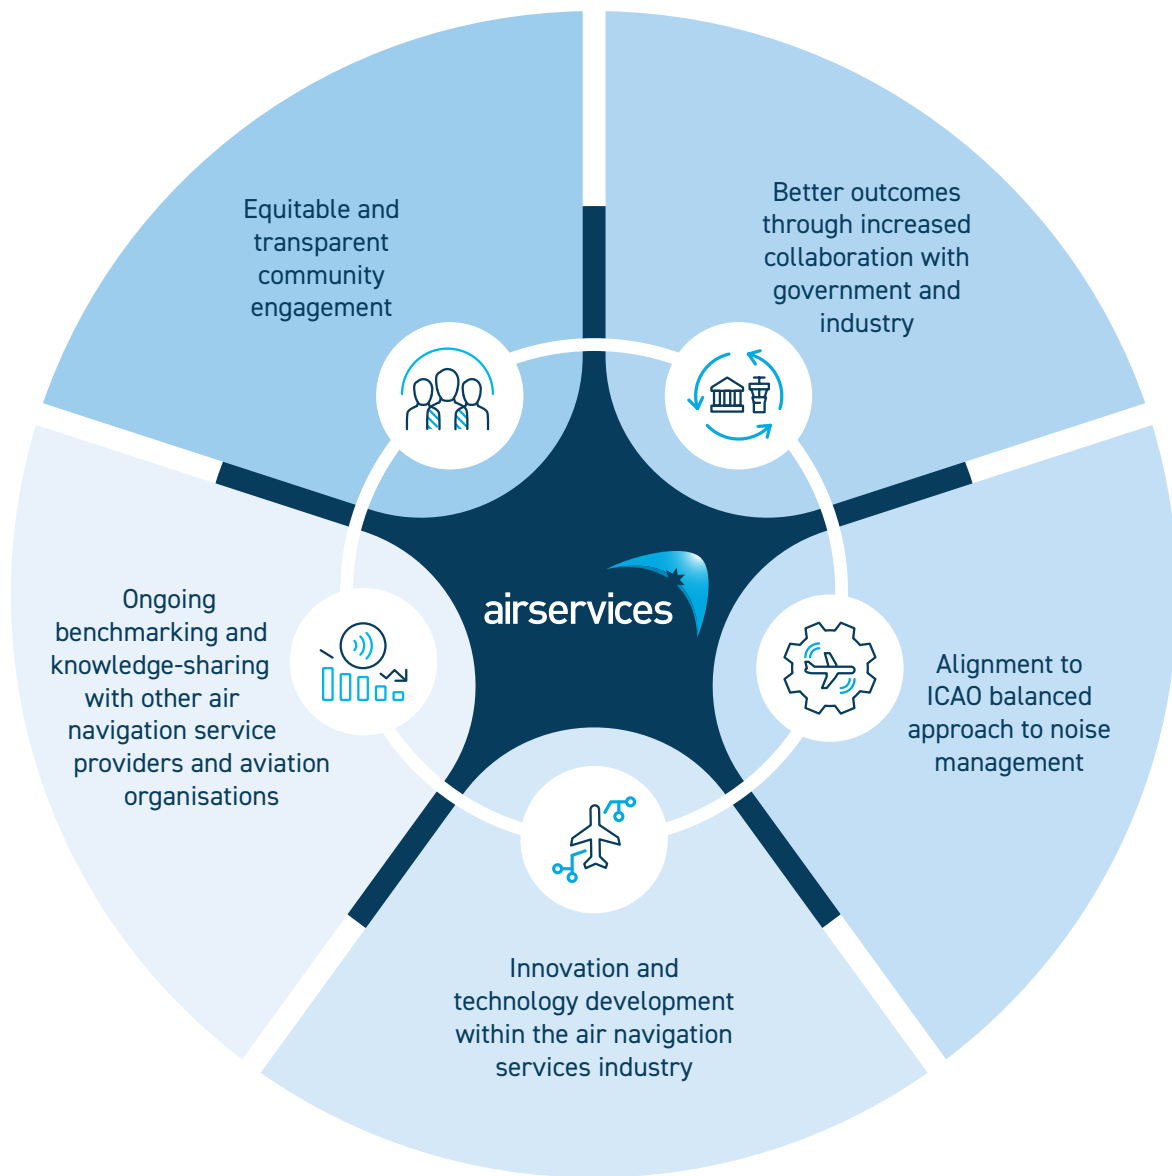 Equitable and
transparent
community
engagement
Better outcomes
through increased
collaboration with
government and
industry
airservices
Ongoing
benchmarking and
knowledge-sharing
with other air
navigation service
providers and aviation
organisations
Alignment to
ICAO balanced
approach to noise
management
Innovation and
technology development
within the air navigation
services industry